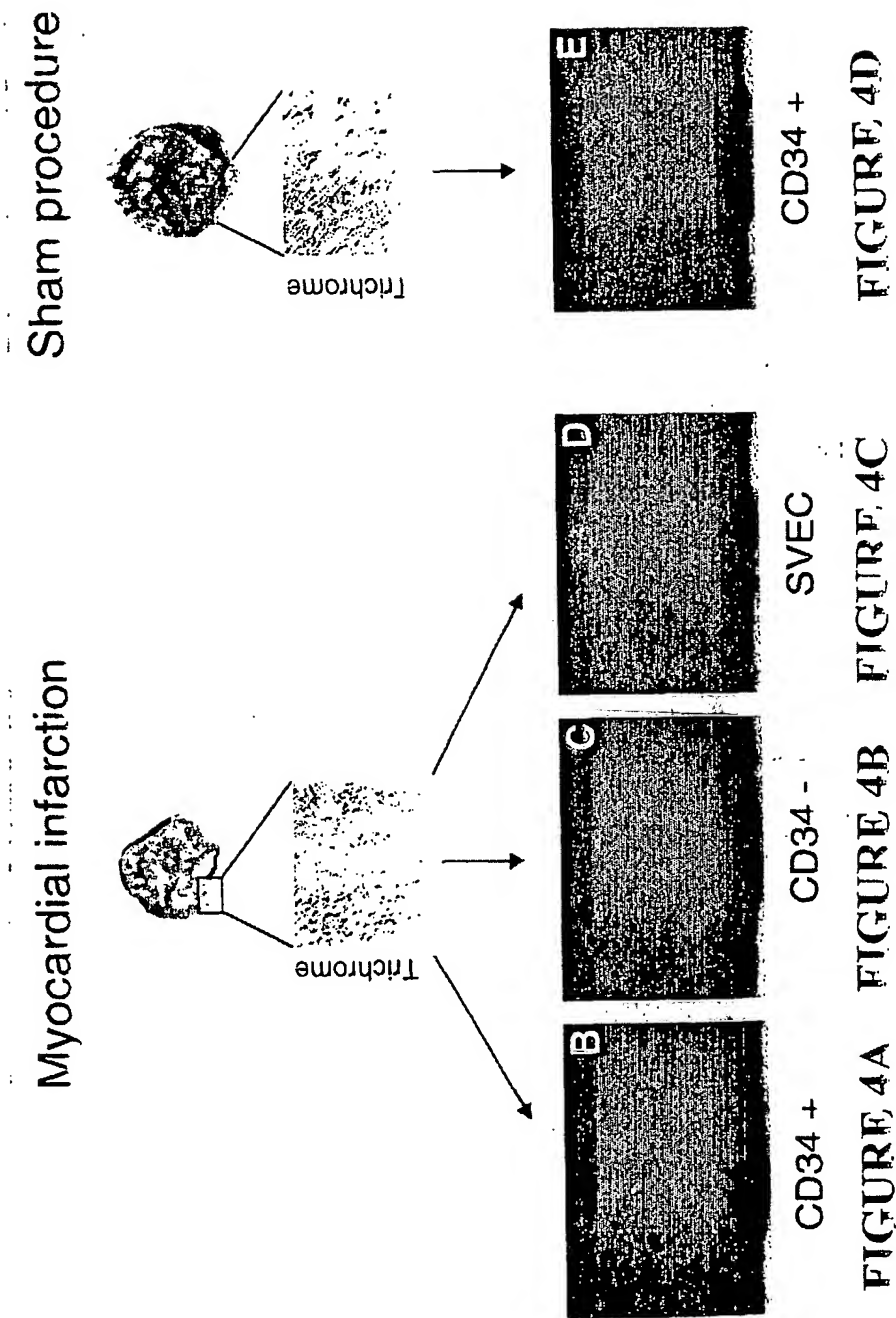 Myocardial infarction
Sham procedure
Trichrome
Trichrome
B
C
D
E
CD34 +
CD34 -
SVEC
CD34 +
FIGURE 4A
FIGURE 4B
FIGURE 4C
FIGURE 4D